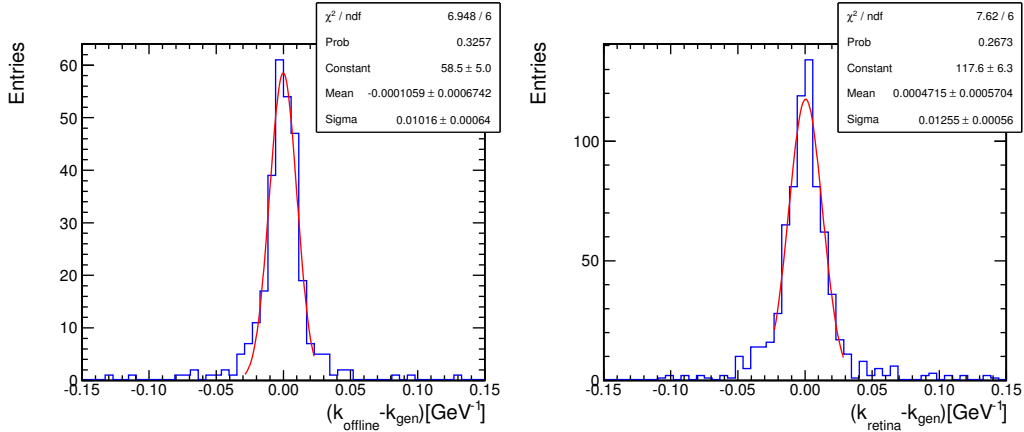 χ² / ndf 6.948 / 6
Prob 0.3257
Constant 58.5 ± 5.0
Mean -0.0001059 ± 0.0006742
Sigma 0.01016 ± 0.00064
Entries
60
50
40
30
20
10
0
-0.15 -0.10 -0.05 0.00 0.05 0.10 0.15
(k_offline -k_gen)[GeV⁻¹]
χ² / ndf 7.62 / 6
Prob 0.2673
Constant 117.6 ± 6.3
Mean 0.0004715 ± 0.0005704
Sigma 0.01255 ± 0.00056
Entries
100
50
0
-0.15 -0.10 -0.05 0.00 0.05 0.10 0.15
(k_retina -k_gen)[GeV⁻¹]